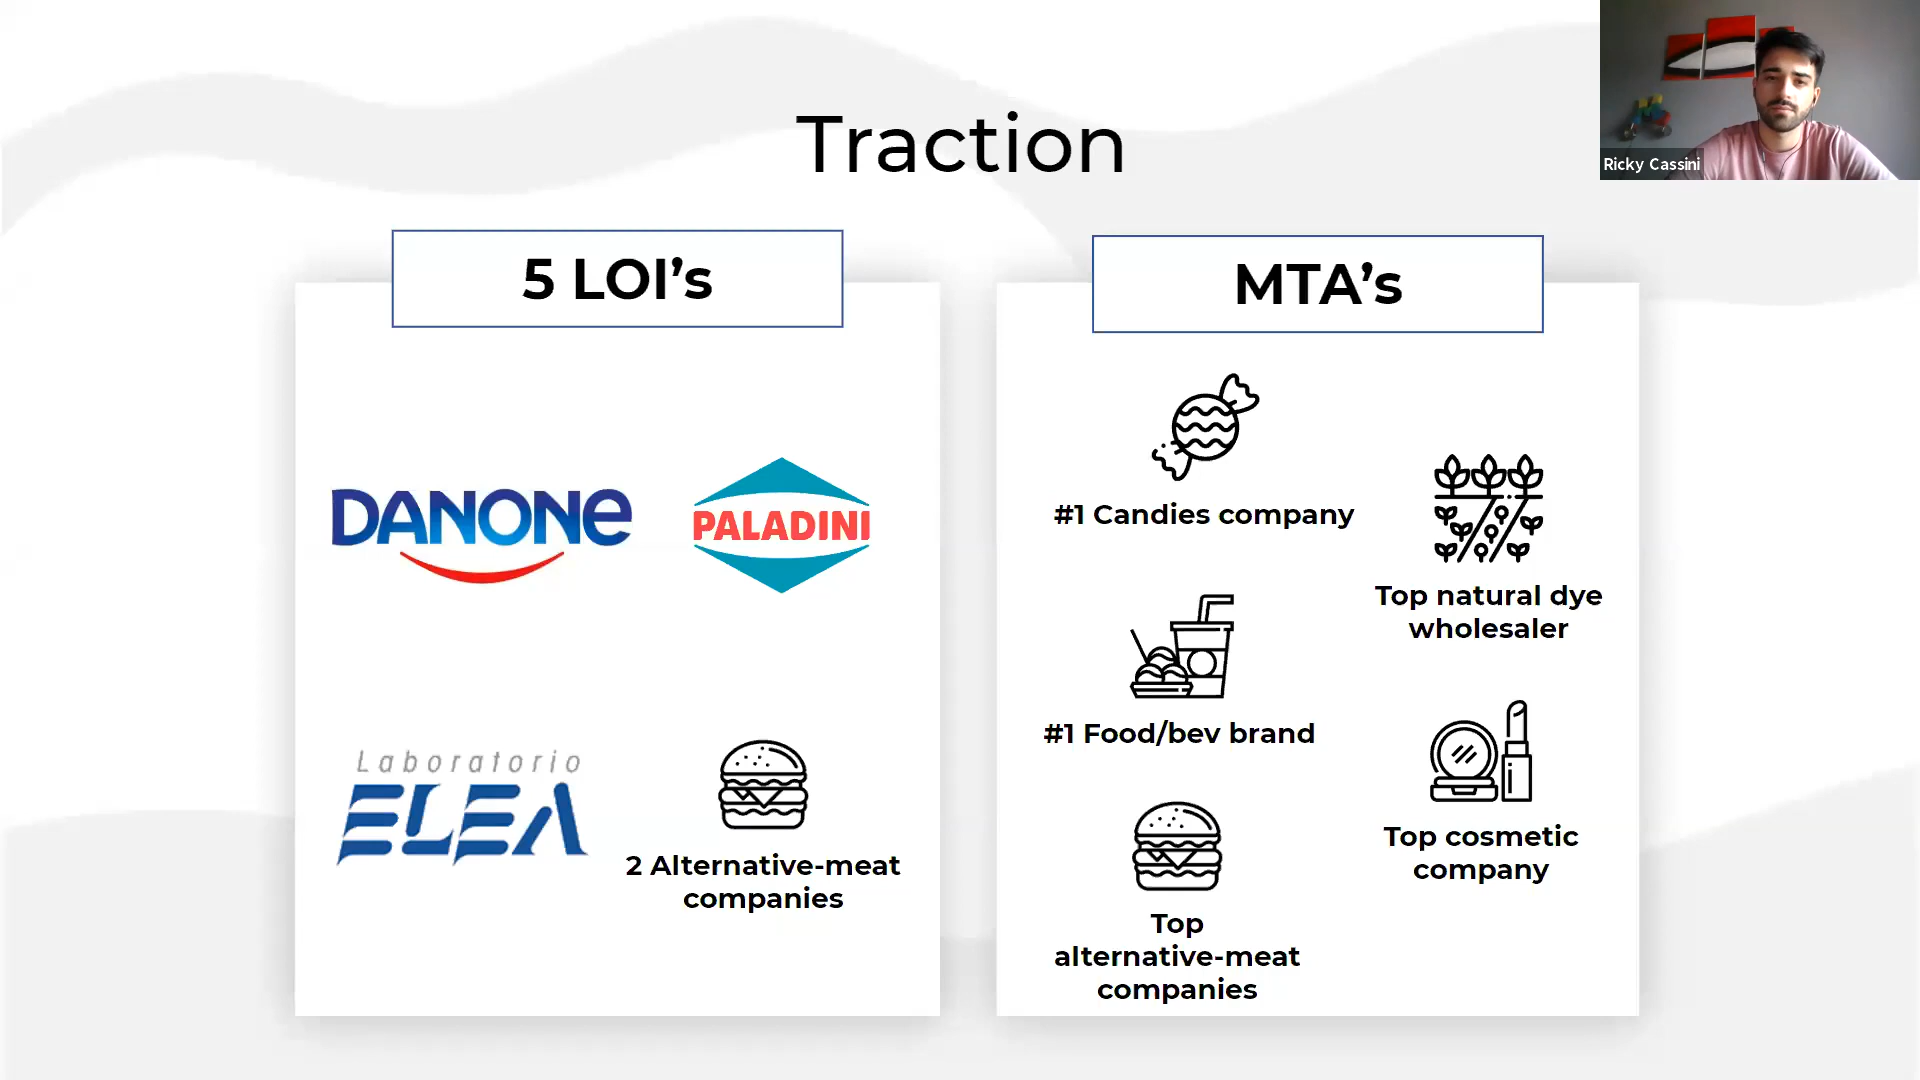 Traction
Ricky Cassini
5 LOI's
DANONE
PALADINI
Laboratorio
ELEA
2 Alternative-meat
companies
MTA's
#1 Candies company
Top natural dye
wholesaler
#1 Food/bev brand
Top cosmetic
company
Top
alternative-meat
companies